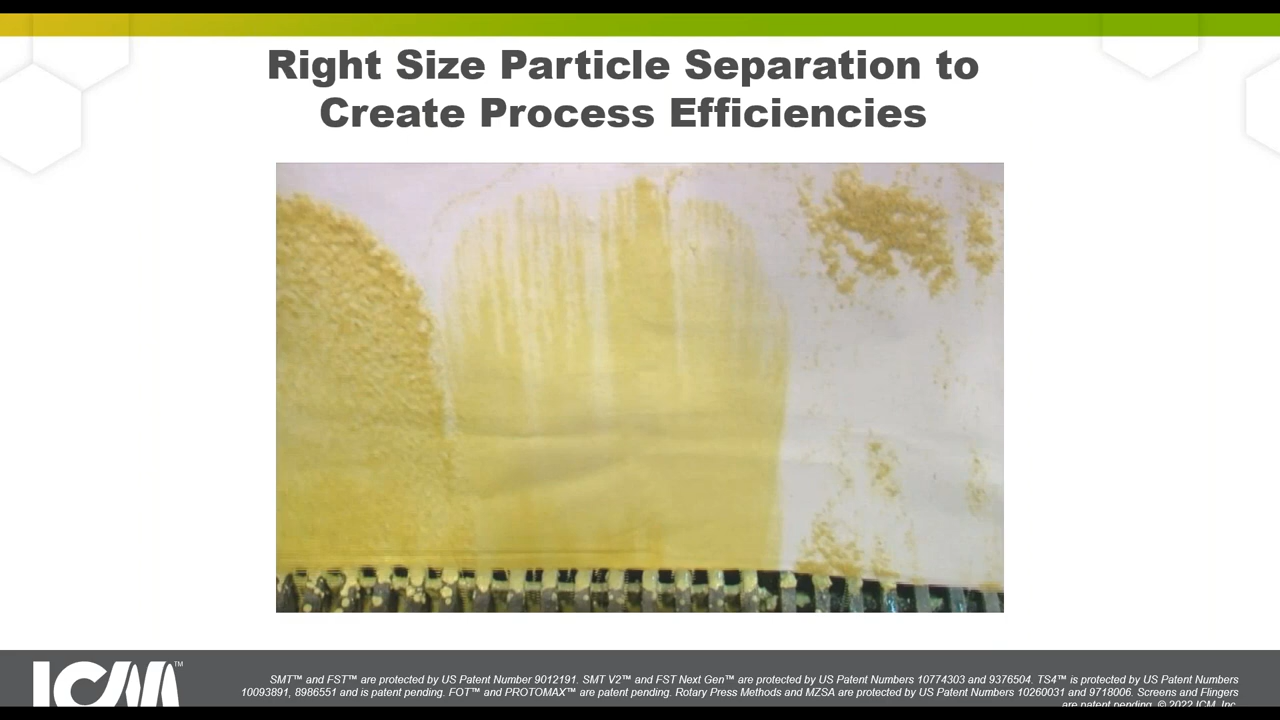 Right Size Particle Separation to
Create Process Efficiencies
ICM™
SMT™ and FST™ are protected by US Patent Number 9012191. SMT V2™ and FST Next Gen™ are protected by US Patent Numbers 10774303 and 9376504. TS4™ is protected by US Patent Numbers
10093891, 8986551 and is patent pending. FOT™ and PROTOMAX™ are patent pending. Rotary Press Methods and MZSA are protected by US Patent Numbers 10260031 and 9718006. Screens and Flingers
are patent pending. © 2022 ICM, Inc.